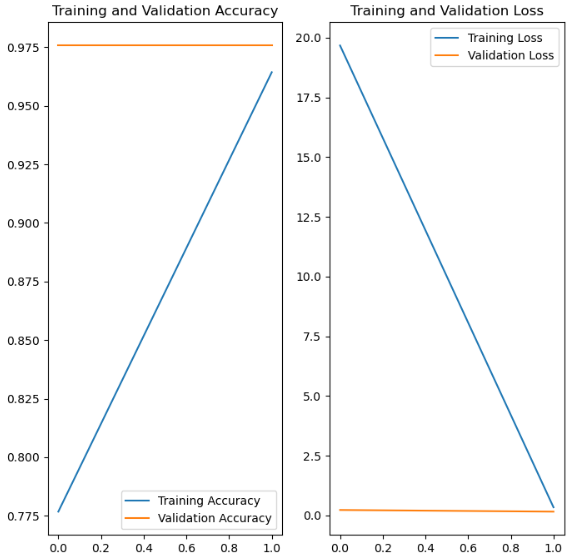 Training and Validation Accuracy
0.975
0.950
0.925
0.900
0.875
0.850
0.825
0.800
0.775
Training Accuracy
Validation Accuracy
0.0 0.2 0.4 0.6 0.8 1.0
Training and Validation Loss
20.0
17.5
15.0
12.5
10.0
7.5
5.0
2.5
0.0
Training Loss
Validation Loss
0.0 0.2 0.4 0.6 0.8 1.0